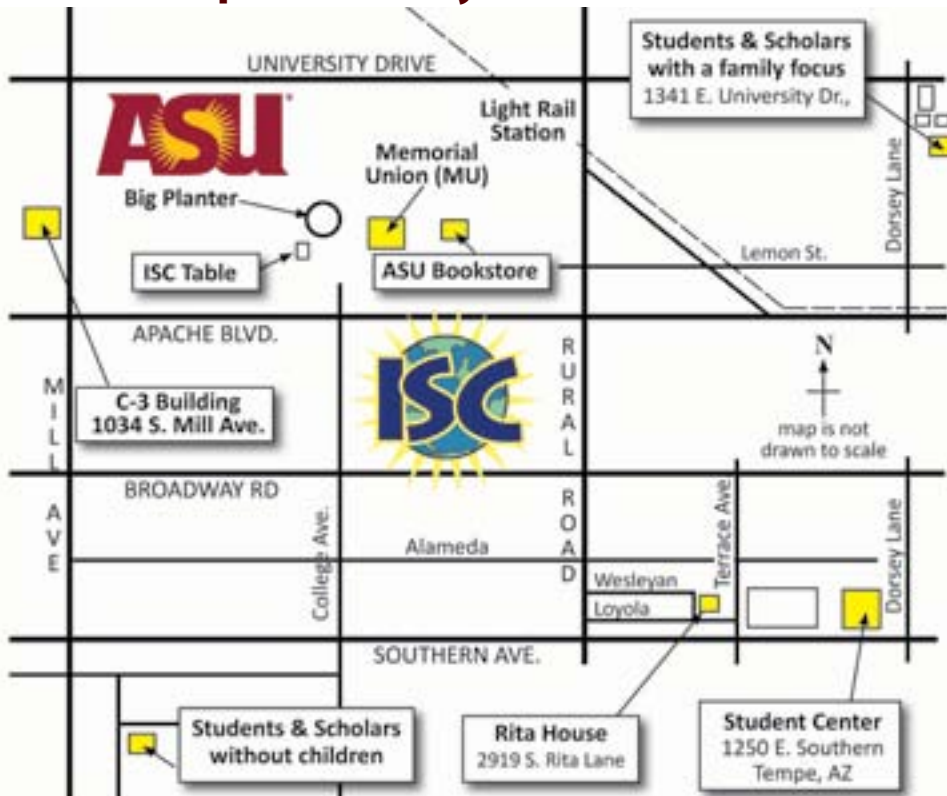 UNIVERSITY DRIVE
Students & Scholars
with a family focus
1341 E. University Dr.,
ASU
Light Rail
Station
Memorial
Union (MU)
Big Planter
ISC Table
ASU Bookstore
Lemon St.
Dorsey Lane
APACHE BLVD.
ISC
RURAL
N
map is not
drawn to scale
C-3 Building
1034 S. Mill Ave.
MILL
AVE
BROADWAY RD
College Ave.
Alameda
ROAD
Wesleyan
Loyola
Terrace Ave
Dorsey Lane
SOUTHERN AVE.
Students & Scholars
without children
Rita House
2919 S. Rita Lane
Student Center
1250 E. Southern
Tempe, AZ